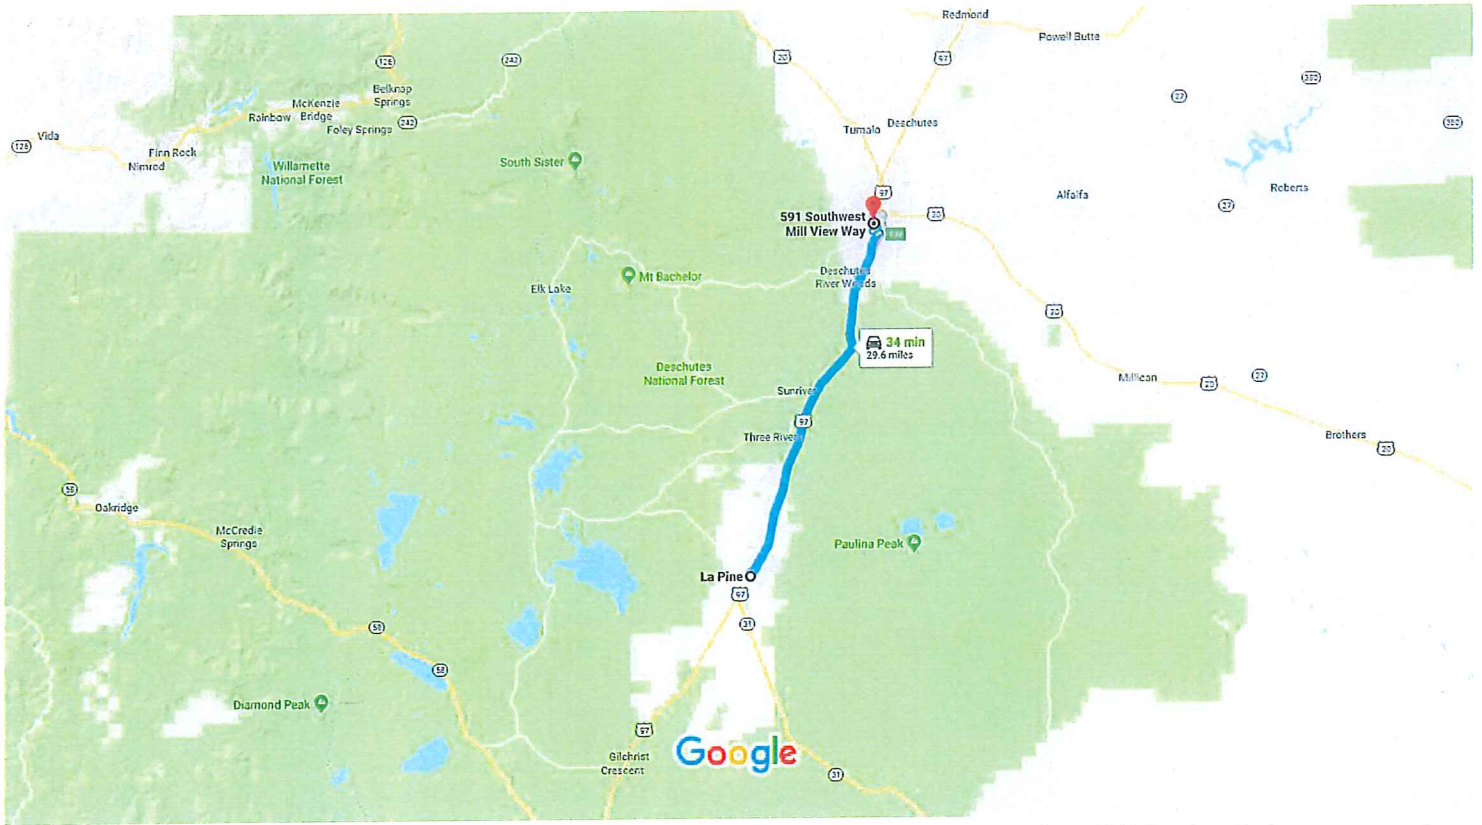 Redmond
Powell Butte
20
97
126
242
Belknap
Springs
27
380
McKenzie
Bridge
Rainbow
Foley Springs
242
380
Tumalo
Deschutes
Vida
126
Finn Rock
Nimrod
Willamette
National Forest
South Sister
97
Alfalfa
Roberts
27
591 Southwest
Mill View Way
20
Deschutes
River Woods
Mt Bachelor
Elk Lake
20
34 min
29.6 miles
Deschutes
National Forest
Millican
20
27
Sunriver
97
Three Rivers
Brothers
20
58
Oakridge
McCredie
Springs
Paulina Peak
La Pine
97
31
58
58
Diamond Peak
97
Gilchrist
Crescent
Google
31